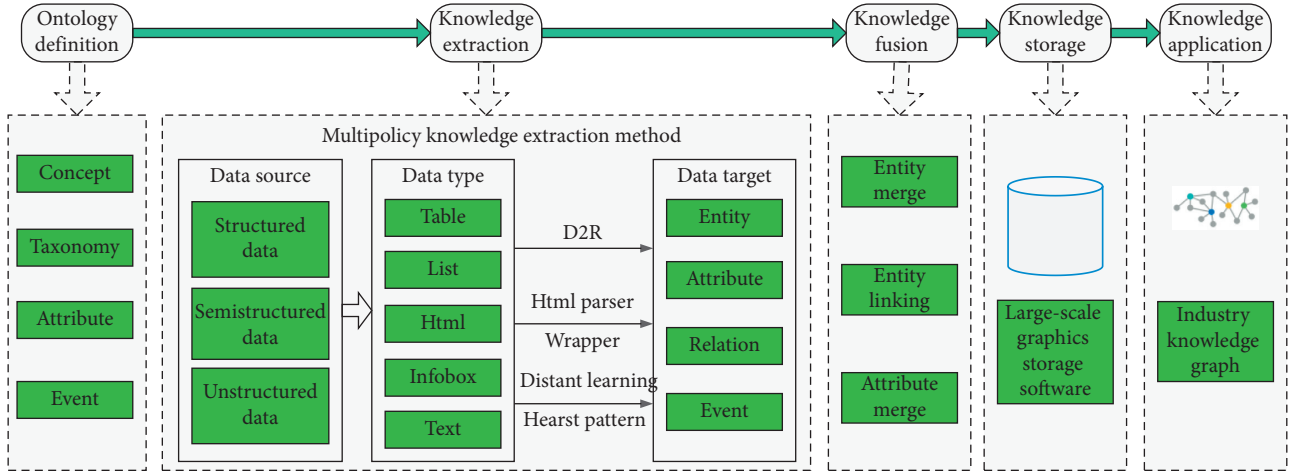 Ontology
definition
Knowledge
extraction
Knowledge
fusion
Knowledge
storage
Knowledge
application
Concept
Taxonomy
Attribute
Event
Multipolicy knowledge extraction method
Data source
Structured
data
Semistructured
data
Unstructured
data
Data type
Table
List
Html
Infobox
Text
D2R
Html parser
Wrapper
Distant learning
Hearst pattern
Data target
Entity
Attribute
Relation
Event
Entity
merge
Entity
linking
Attribute
merge
Large-scale
graphics
storage
software
Industry
knowledge
graph